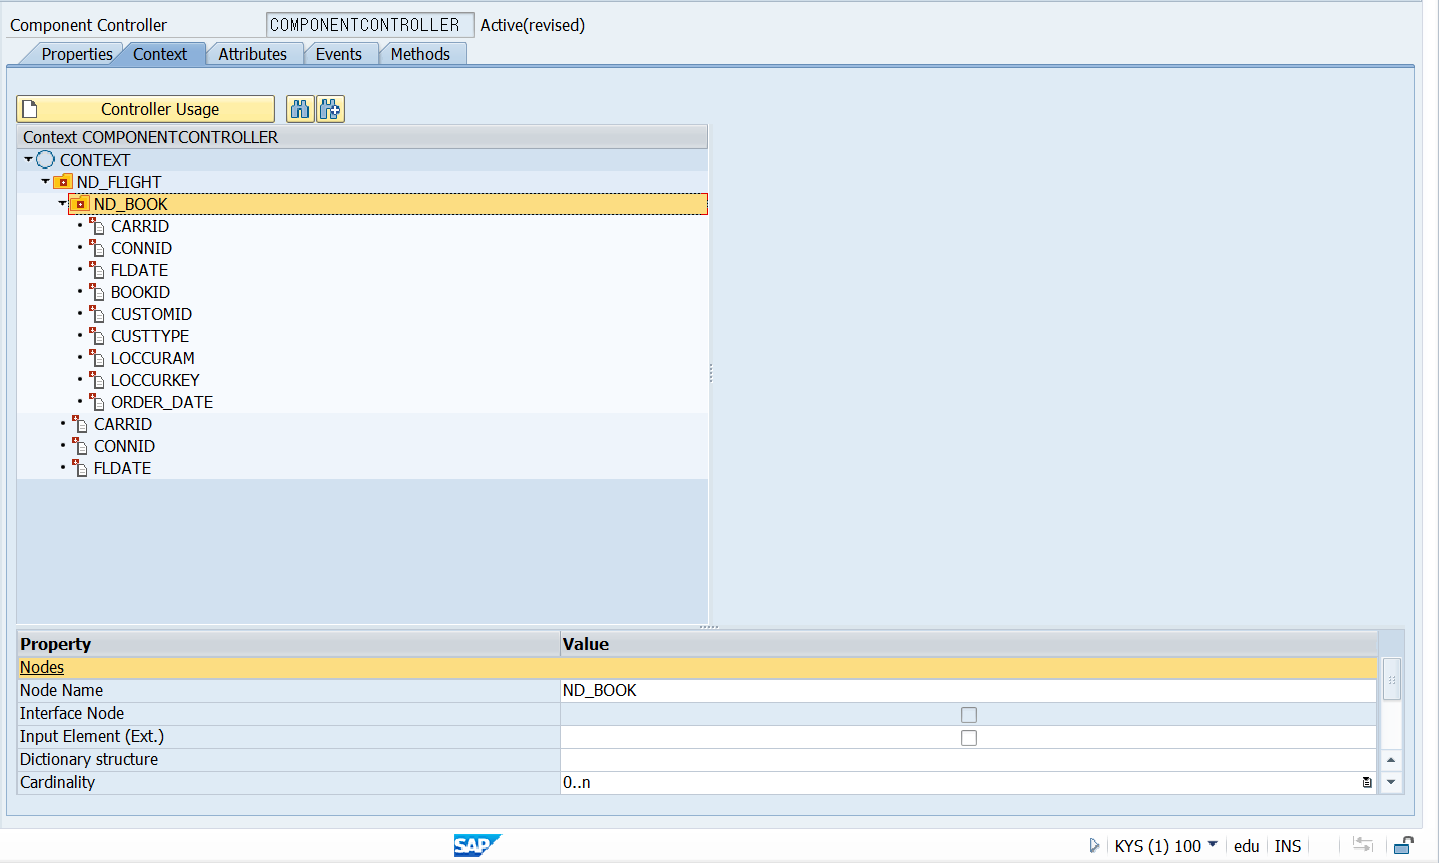 Component Controller COMPONENTCONTROLLER Active(revised)
Properties Context Attributes Events Methods
Controller Usage
Context COMPONENTCONTROLLER
CONTEXT
ND_FLIGHT
ND_BOOK
CARRID
CONNID
FLDATE
BOOKID
CUSTOMID
CUSTTYPE
LOCCURAM
LOCCURKEY
ORDER_DATE
CARRID
CONNID
FLDATE
Property Value
Nodes
Node Name ND_BOOK
Interface Node
Input Element (Ext.)
Dictionary structure
Cardinality 0..n
SAP KYS (1) 100 edu INS